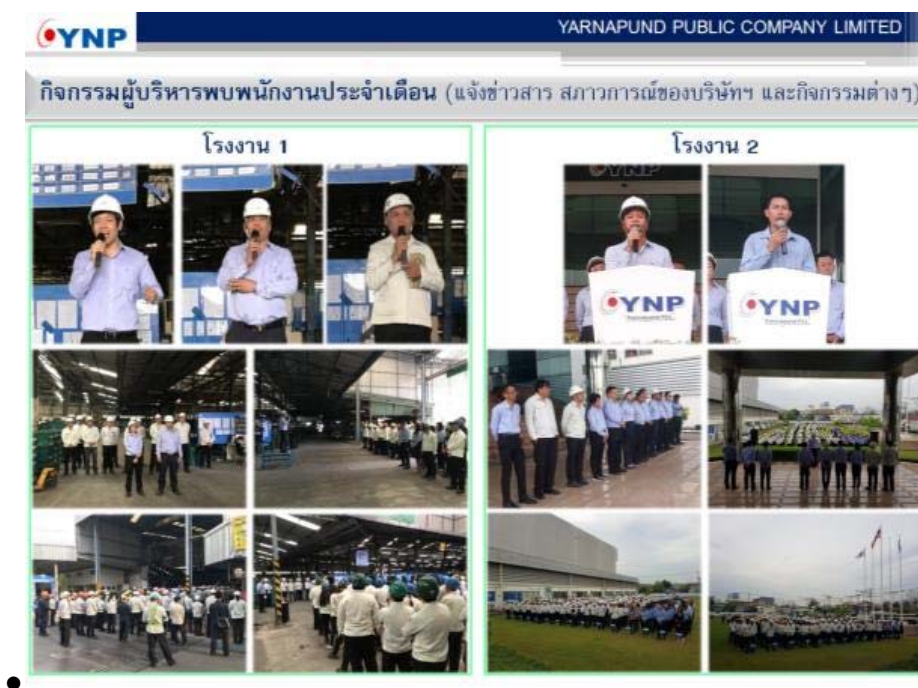 YNP
YARNAPUND PUBLIC COMPANY LIMITED
กิจกรรมผู้บริหารพบพนักงานประจำเดือน (แจ้งข่าวสาร สภาวการณ์ของบริษัทฯ และกิจกรรมต่างๆ)
โรงงาน 1
โรงงาน 2
YNP
YNP
YNP